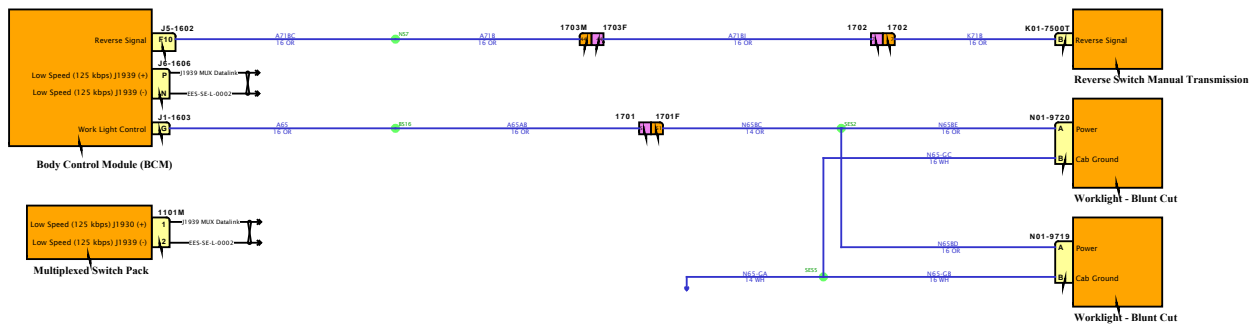 J5-1602
Reverse Signal
F10
A718C
16 OR
NS7
A718
16 OR
1703M
1703F
A718J
16 OR
1702
1702
K718
16 OR
K01-7500T
B
Reverse Signal
Reverse Switch Manual Transmission
J6-1606
Low Speed (125 kbps) J1939 (+)
P
J1939 MUX Datalink
Low Speed (125 kbps) J1939 (-)
N
EES-SE-L-0002
J1-1603
Work Light Control
G
A65
16 OR
BS16
A65AB
16 OR
1701
1701F
N65BC
14 OR
SES2
N65BE
16 OR
N01-9720
A
Power
N65-GC
16 WH
B
Cab Ground
Worklight - Blunt Cut
Body Control Module (BCM)
1101M
Low Speed (125 kbps) J1930 (+)
1
J1939 MUX Datalink
Low Speed (125 kbps) J1939 (-)
2
EES-SE-L-0002
Multiplexed Switch Pack
N65BD
16 OR
N01-9719
A
Power
N65-GA
14 WH
SES5
N65-GB
16 WH
B
Cab Ground
Worklight - Blunt Cut